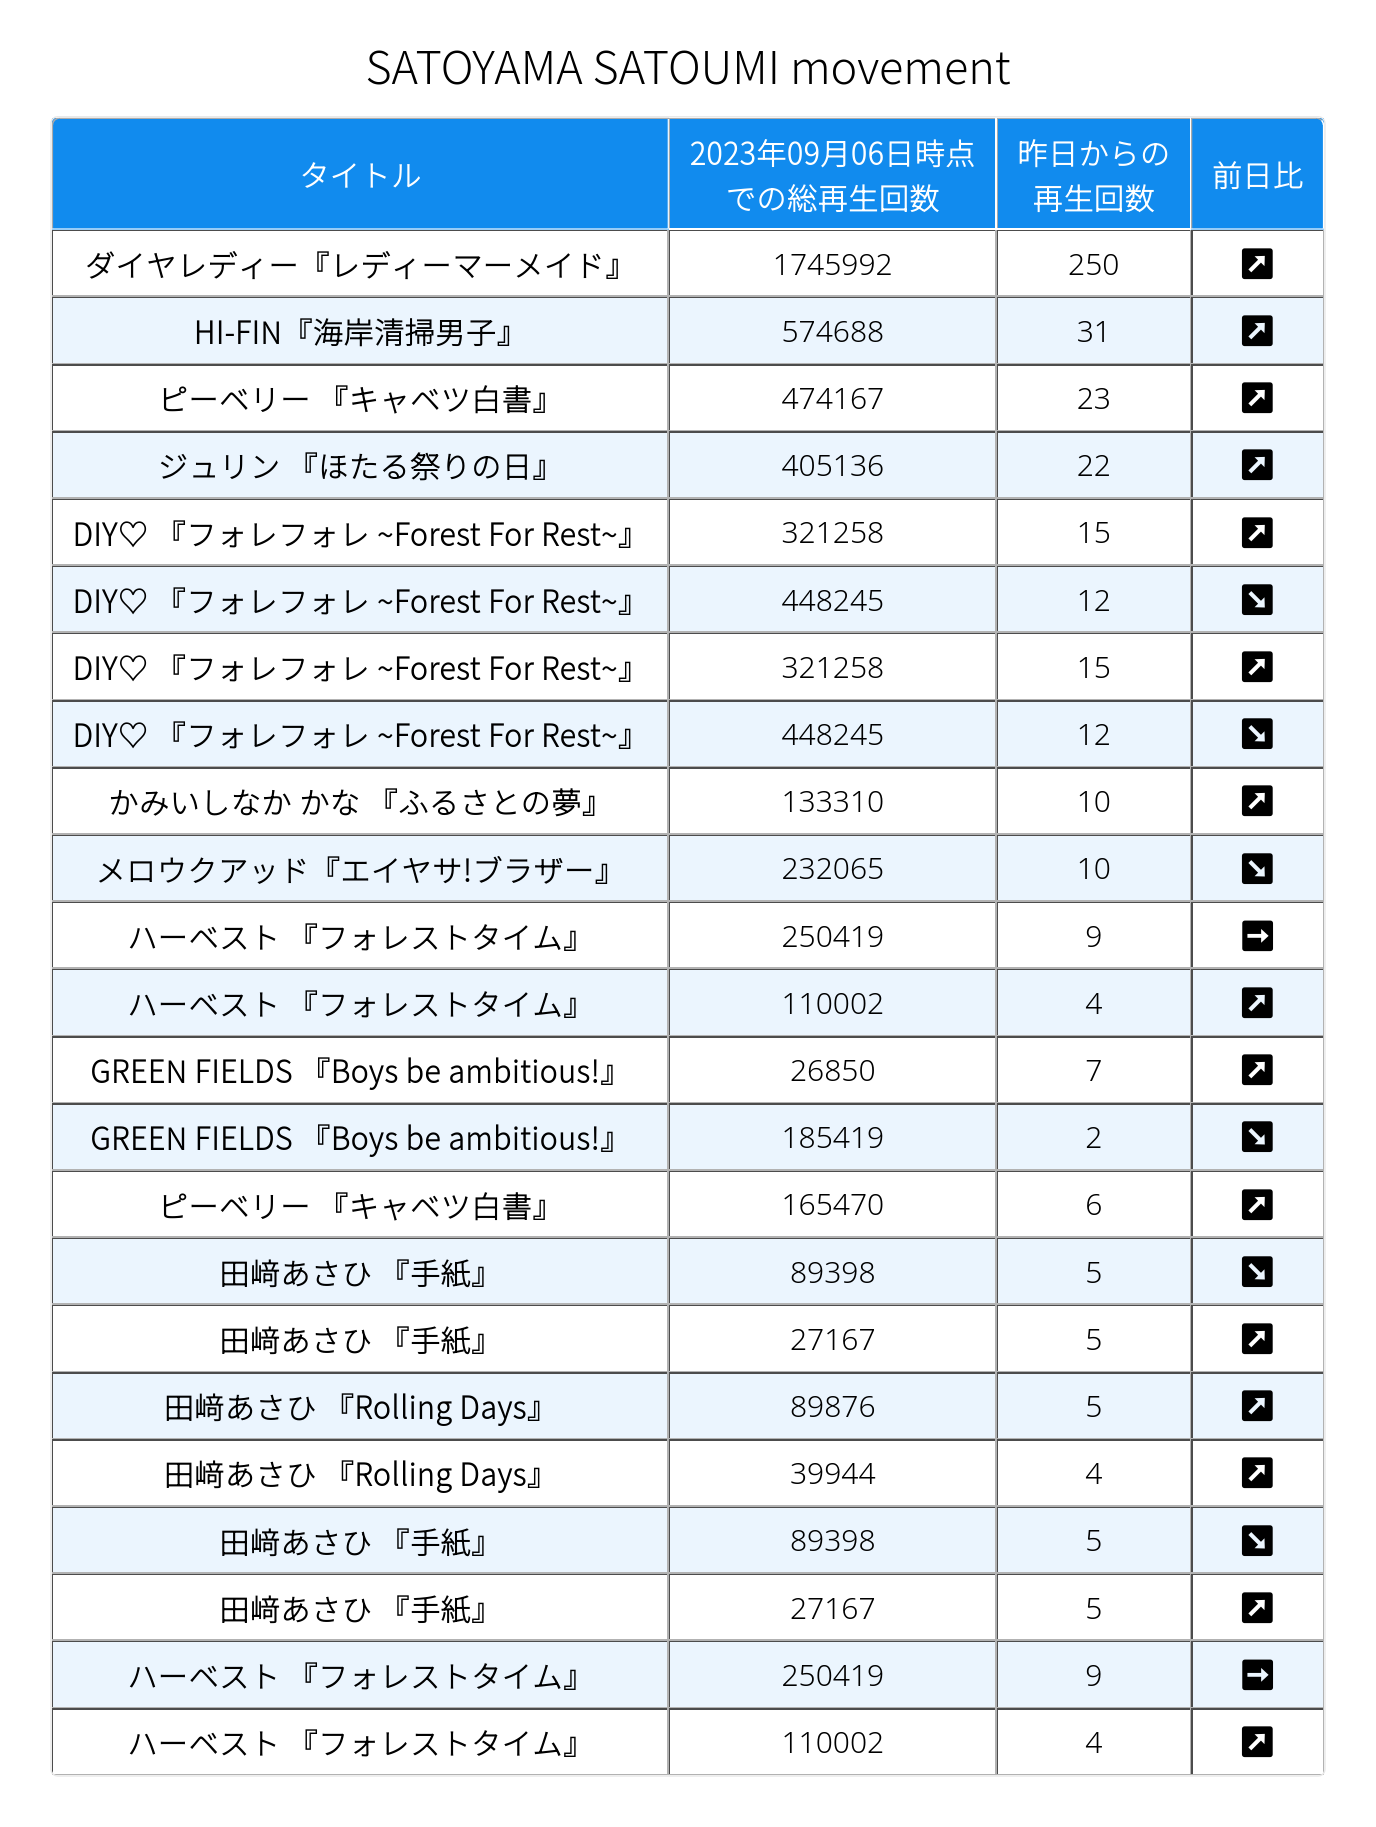 SATOYAMA SATOUMI movement
タイトル 2023年09月06日時点での総再生回数 昨日からの再生回数 前日比
ダイヤレディー『レディーマーメイド』 1745992 250 ↗
HI-FIN『海岸清掃男子』 574688 31 ↗
ピーベリー 『キャベツ白書』 474167 23 ↗
ジュリン 『ほたる祭りの日』 405136 22 ↗
DIY♡ 『フォレフォレ ~Forest For Rest~』 321258 15 ↗
DIY♡ 『フォレフォレ ~Forest For Rest~』 448245 12 ↘
DIY♡ 『フォレフォレ ~Forest For Rest~』 321258 15 ↗
DIY♡ 『フォレフォレ ~Forest For Rest~』 448245 12 ↘
かみいしなか かな 『ふるさとの夢』 133310 10 ↗
メロウクアッド『エイヤサ!ブラザー』 232065 10 ↘
ハーベスト 『フォレストタイム』 250419 9 →
ハーベスト 『フォレストタイム』 110002 4 ↗
GREEN FIELDS 『Boys be ambitious!』 26850 7 ↗
GREEN FIELDS 『Boys be ambitious!』 185419 2 ↘
ピーベリー 『キャベツ白書』 165470 6 ↗
田﨑あさひ 『手紙』 89398 5 ↘
田﨑あさひ 『手紙』 27167 5 ↗
田﨑あさひ 『Rolling Days』 89876 5 ↗
田﨑あさひ 『Rolling Days』 39944 4 ↗
田﨑あさひ 『手紙』 89398 5 ↘
田﨑あさひ 『手紙』 27167 5 ↗
ハーベスト 『フォレストタイム』 250419 9 →
ハーベスト 『フォレストタイム』 110002 4 ↗